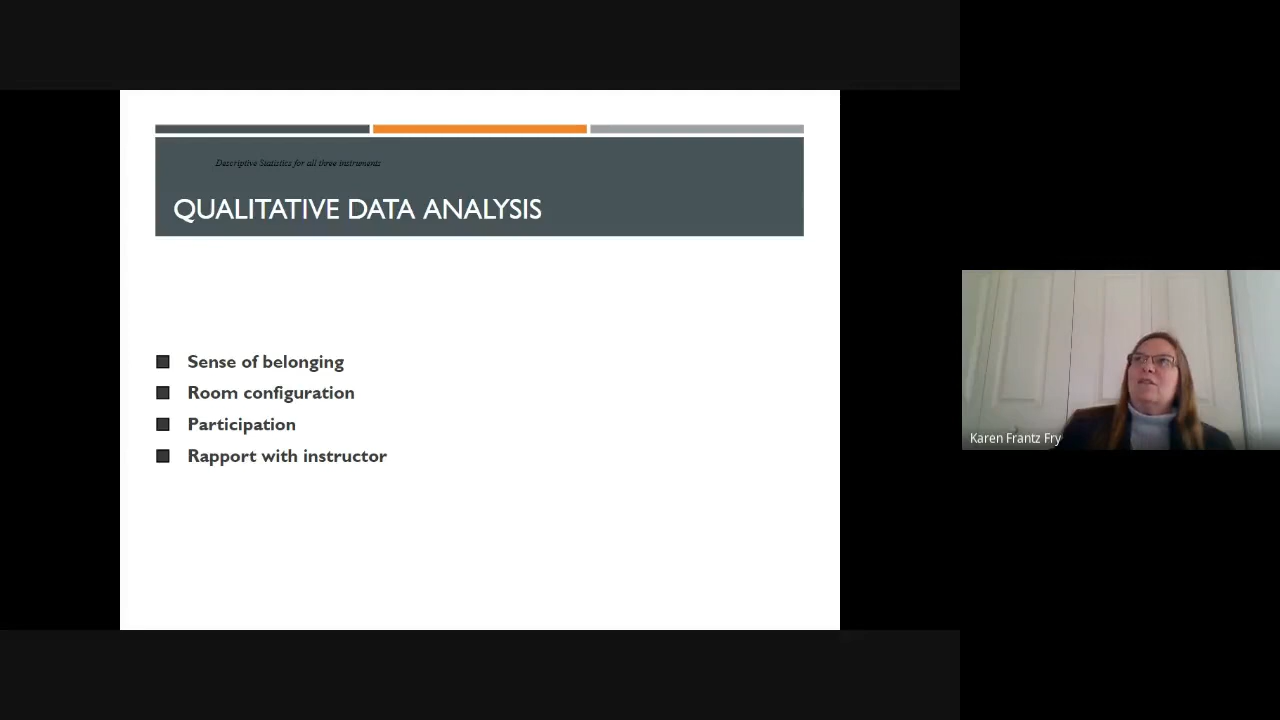 Descriptive Statistics for all three instruments
QUALITATIVE DATA ANALYSIS
Sense of belonging
Room configuration
Participation
Rapport with instructor
Karen Frantz Fry